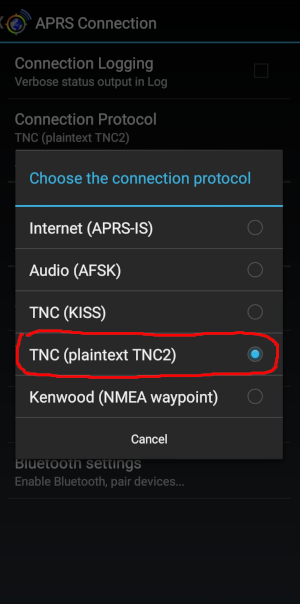 APRS Connection
Connection Logging
Verbose status output in Log
Connection Protocol
TNC (plaintext TNC2)
Choose the connection protocol
Internet (APRS-IS)
Audio (AFSK)
TNC (KISS)
TNC (plaintext TNC2)
Kenwood (NMEA waypoint)
Cancel
Bluetooth settings
Enable Bluetooth, pair devices...